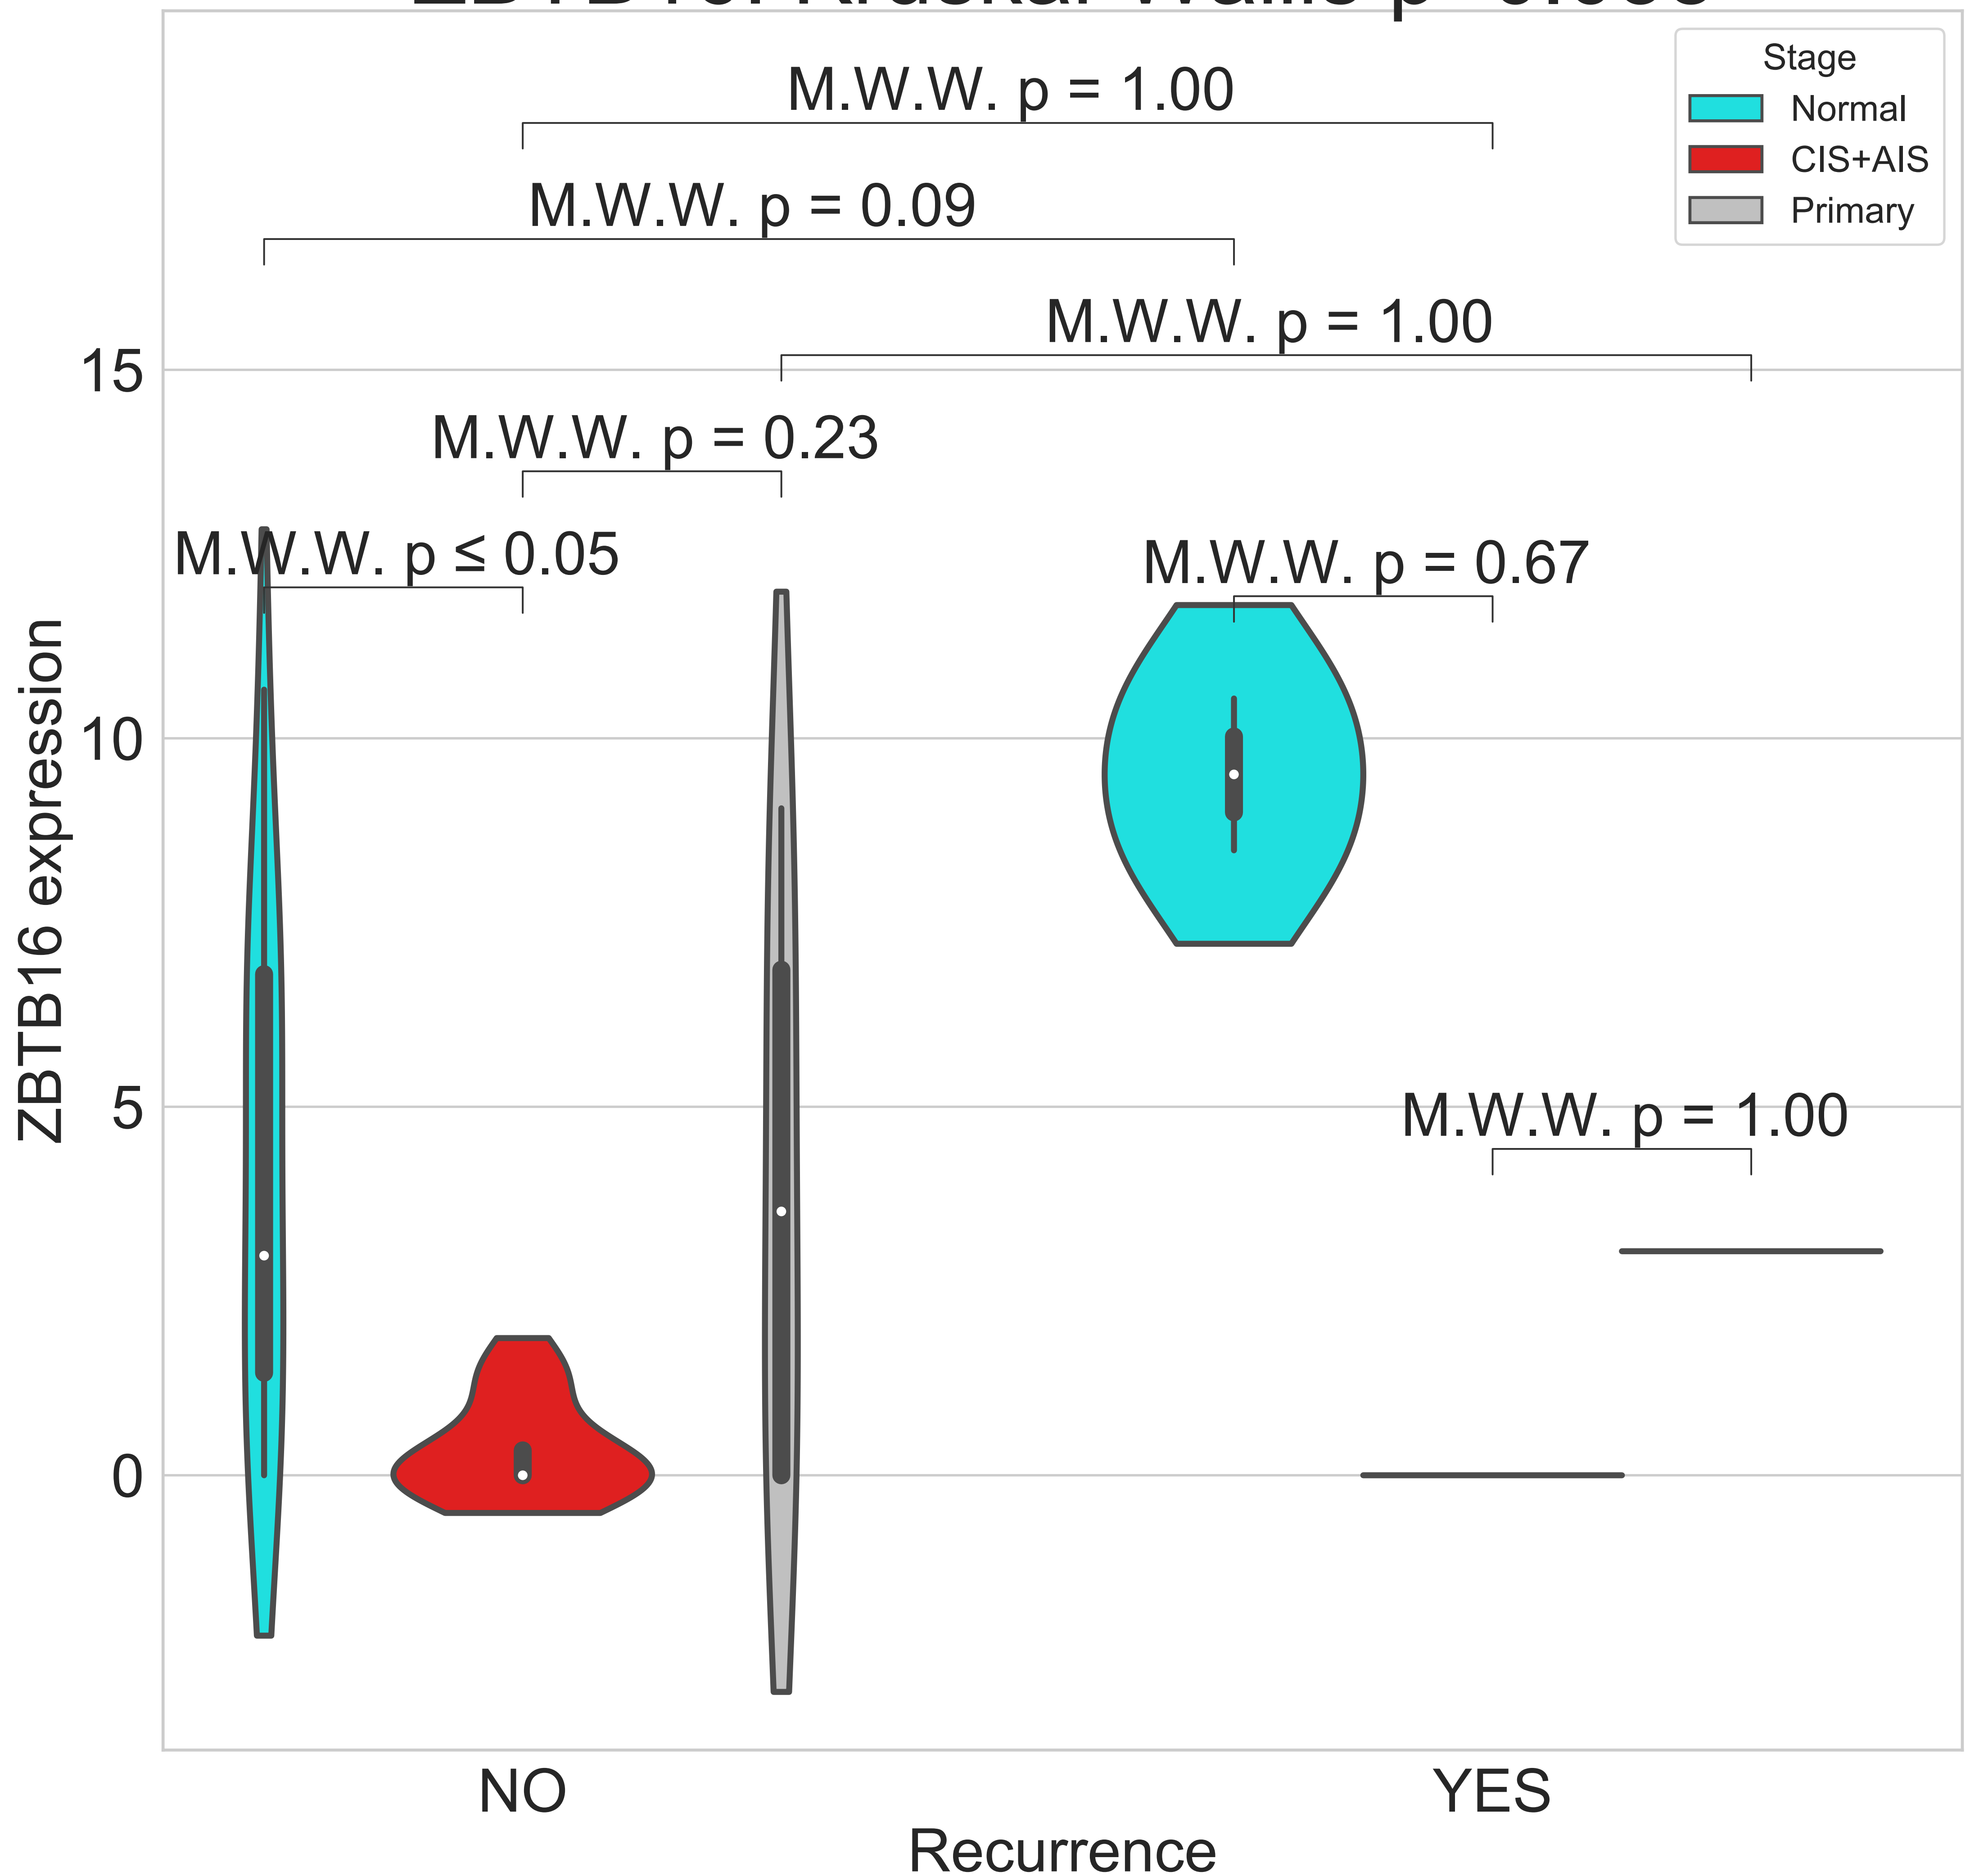 Stage
Normal
CIS+AIS
Primary
M.W.W. p = 1.00
M.W.W. p = 0.09
M.W.W. p = 1.00
M.W.W. p = 0.23
M.W.W. p ≤ 0.05
M.W.W. p = 0.67
M.W.W. p = 1.00
15
10
5
0
ZBTB16 expression
NO
YES
Recurrence